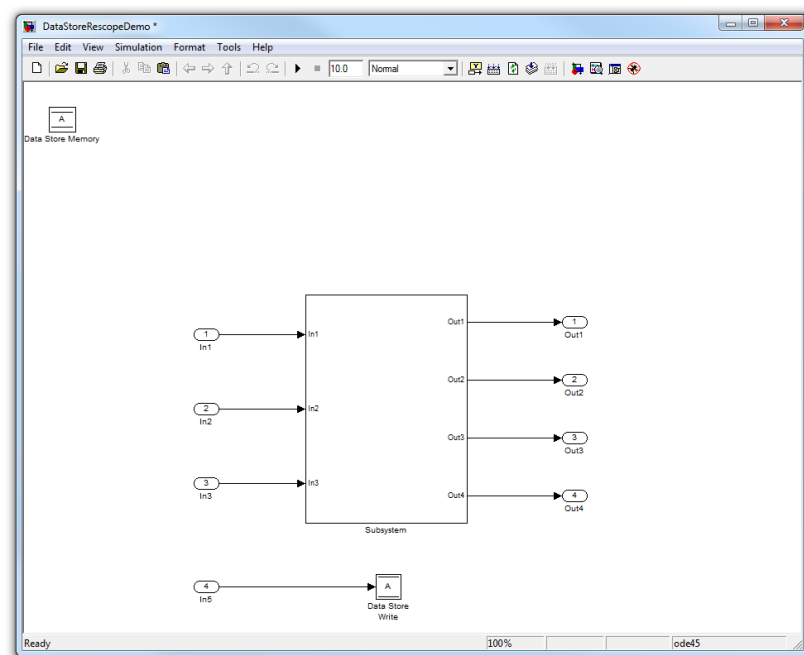 DataStoreRescopeDemo *
File Edit View Simulation Format Tools Help
10.0 Normal
A
Data Store Memory
1 In1 Out1 1
In1 Out1
2 In2 Out2 2
In2 Out2
3 In3 Out3 3
In3 Out3
Out4 4
Out4
Subsystem
4 A
In5 Data Store
Write
Ready 100% ode45